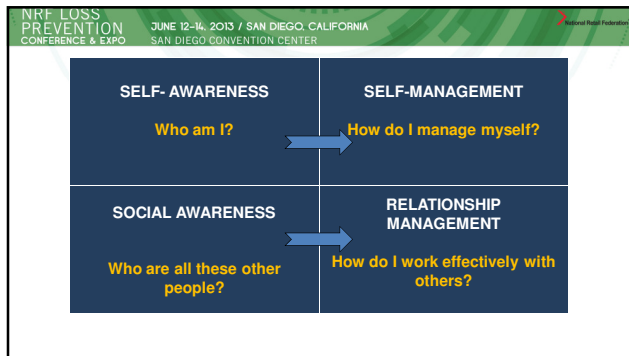 NRF LOSS
PREVENTION
CONFERENCE & EXPO
JUNE 12-14, 2013 / SAN DIEGO, CALIFORNIA
SAN DIEGO CONVENTION CENTER
National Retail Federation
SELF- AWARENESS
Who am I?
SELF-MANAGEMENT
How do I manage myself?
SOCIAL AWARENESS
Who are all these other
people?
RELATIONSHIP
MANAGEMENT
How do I work effectively with
others?